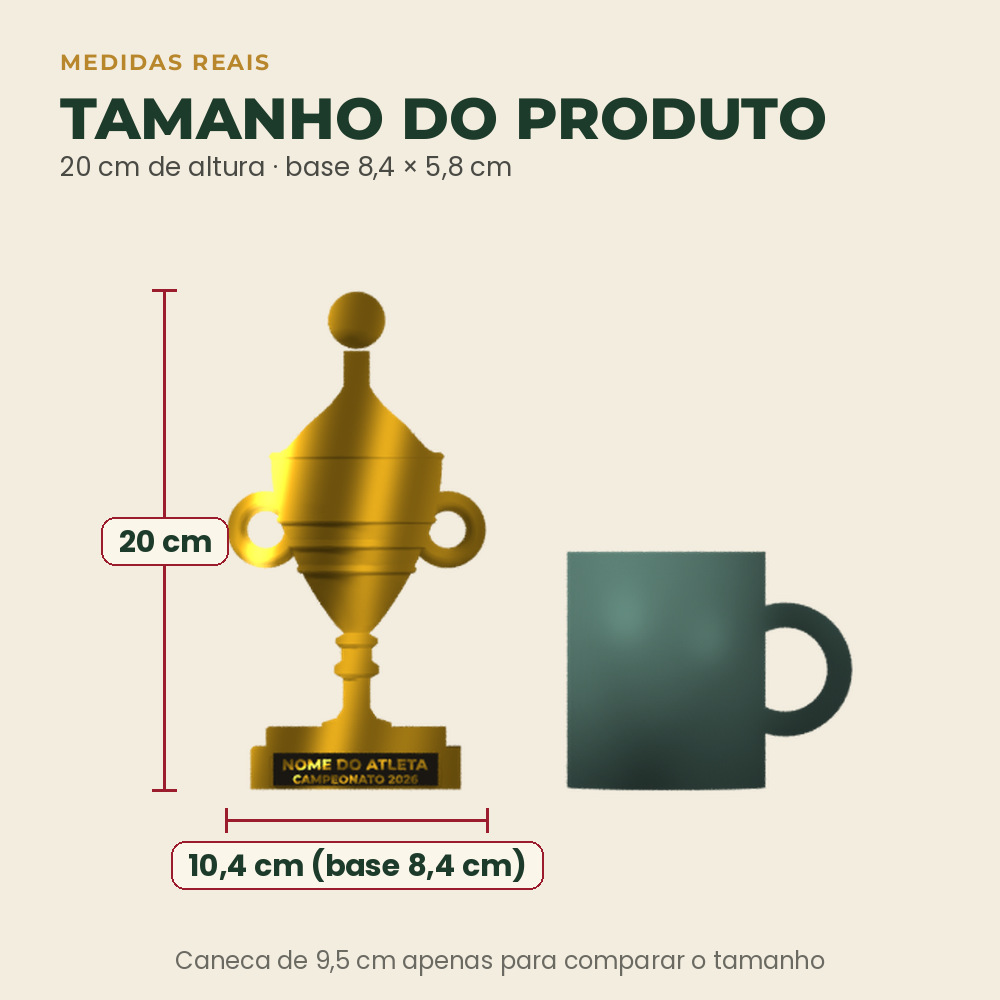 MEDIDAS REAIS
TAMANHO DO PRODUTO
20 cm de altura · base 8,4 × 5,8 cm
20 cm
NOME DO ATLETA
CAMPEONATO 2026
10,4 cm (base 8,4 cm)
Caneca de 9,5 cm apenas para comparar o tamanho